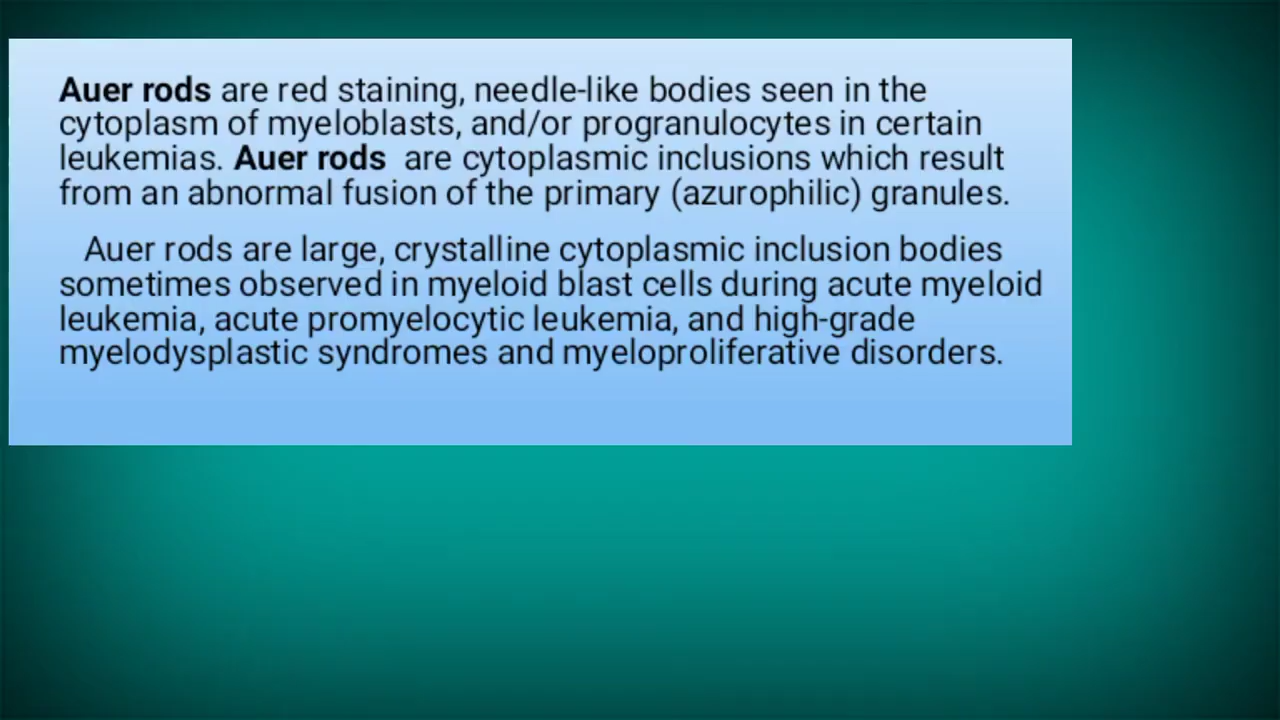 Auer rods are red staining, needle-like bodies seen in the
cytoplasm of myeloblasts, and/or progranulocytes in certain
leukemias. Auer rods are cytoplasmic inclusions which result
from an abnormal fusion of the primary (azurophilic) granules.
Auer rods are large, crystalline cytoplasmic inclusion bodies
sometimes observed in myeloid blast cells during acute myeloid
leukemia, acute promyelocytic leukemia, and high-grade
myelodysplastic syndromes and myeloproliferative disorders.